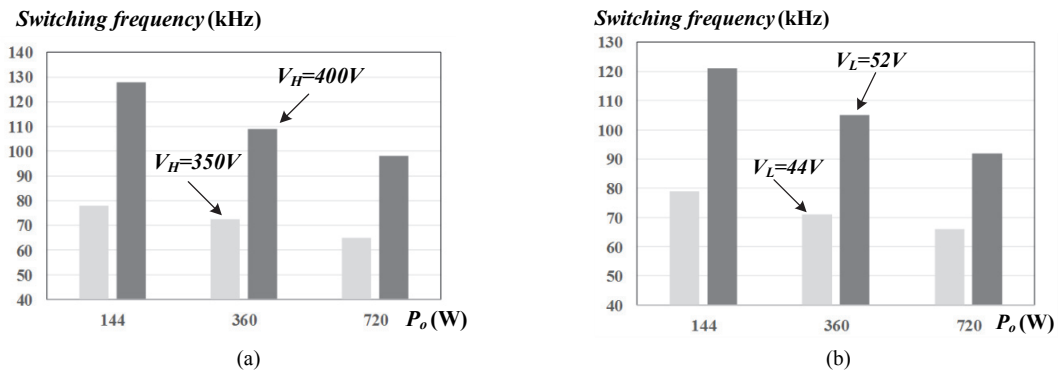 Switching frequency (kHz)
140
130
120
110
100
90
80
70
60
50
40
V_H=400V
V_H=350V
144 360 720 P_o (W)
(a)
Switching frequency (kHz)
130
120
110
100
90
80
70
60
50
40
V_L=52V
V_L=44V
144 360 720 P_o (W)
(b)